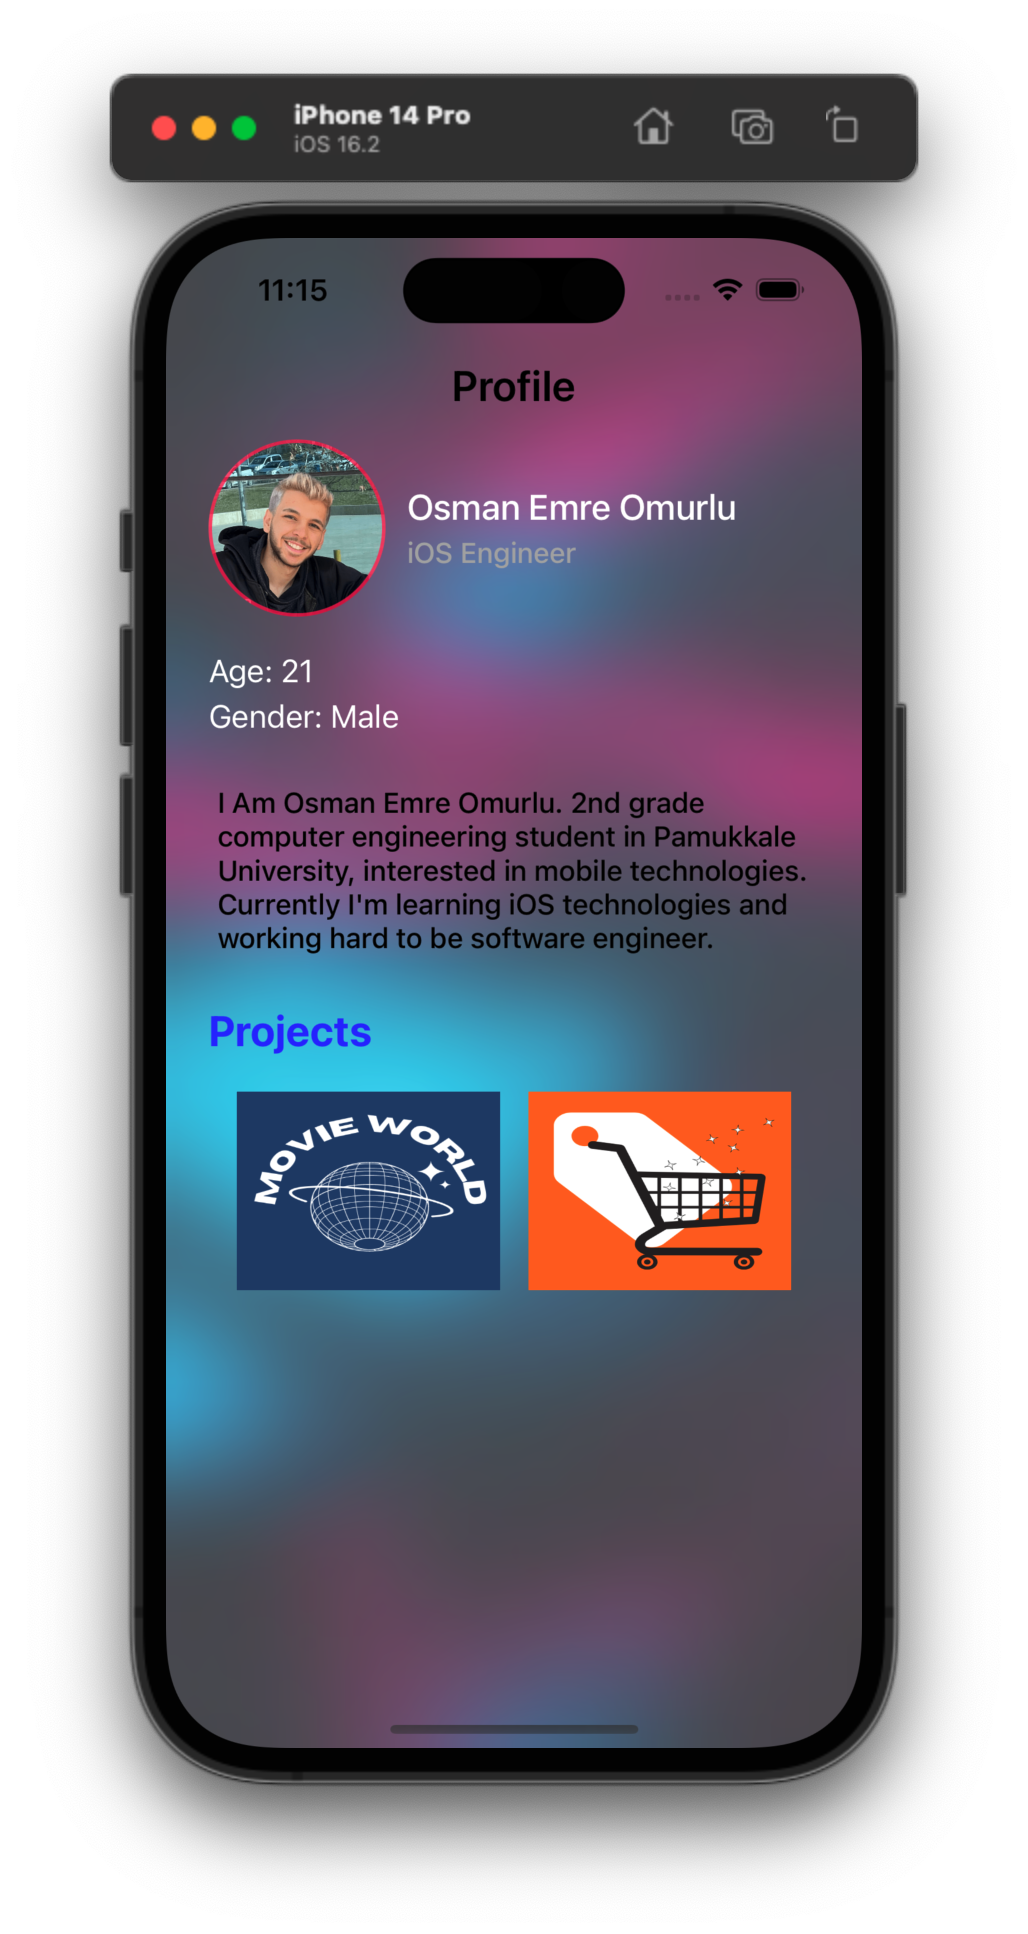 iPhone 14 Pro
iOS 16.2
11:15
Profile
Osman Emre Omurlu
iOS Engineer
Age: 21
Gender: Male
I Am Osman Emre Omurlu. 2nd grade
computer engineering student in Pamukkale
University, interested in mobile technologies.
Currently I'm learning iOS technologies and
working hard to be software engineer.
Projects
MOVIE WORLD